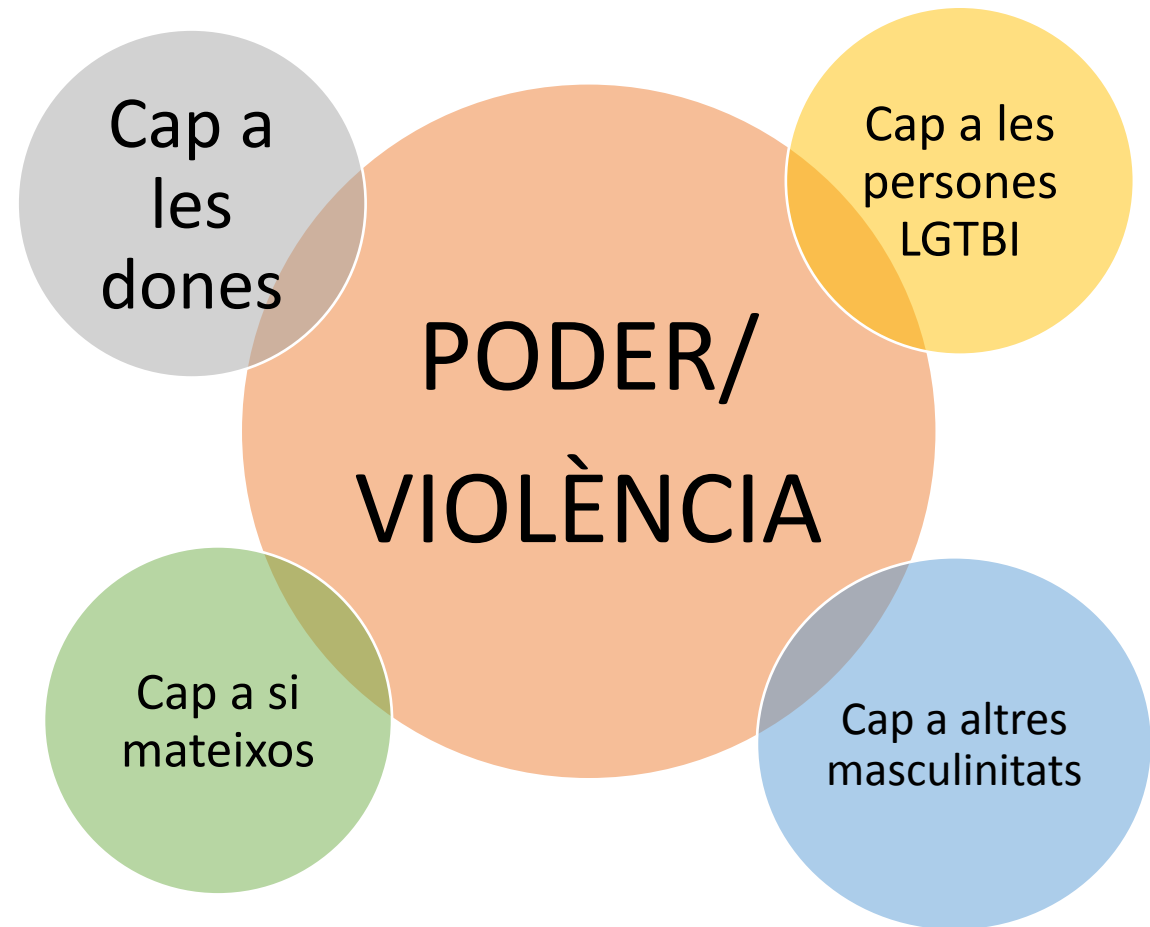 Cap a
les
dones
Cap a les
persones
LGTBI
PODER/
VIOLÈNCIA
Cap a si
mateixos
Cap a altres
masculinitats